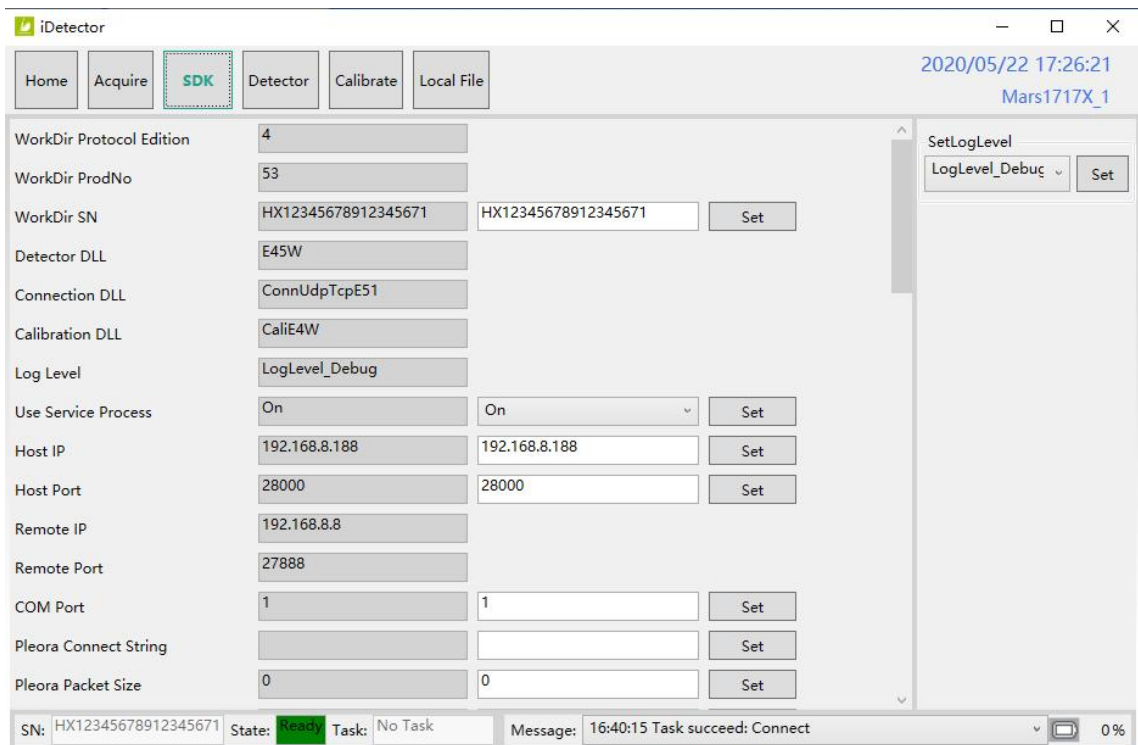 iDetector
Home Acquire SDK Detector Calibrate Local File
2020/05/22 17:26:21
Mars1717X_1
WorkDir Protocol Edition 4
WorkDir ProdNo 53
WorkDir SN HX12345678912345671 HX12345678912345671 Set
Detector DLL E45W
Connection DLL ConnUdpTcpE51
Calibration DLL CaliE4W
Log Level LogLevel_Debug
Use Service Process On On Set
Host IP 192.168.8.188 192.168.8.188 Set
Host Port 28000 28000 Set
Remote IP 192.168.8.8
Remote Port 27888
COM Port 1 1 Set
Pleora Connect String Set
Pleora Packet Size 0 0 Set
SetLogLevel
LogLevel_Debug Set
SN: HX12345678912345671 State: Ready Task: No Task Message: 16:40:15 Task succeed: Connect 0%